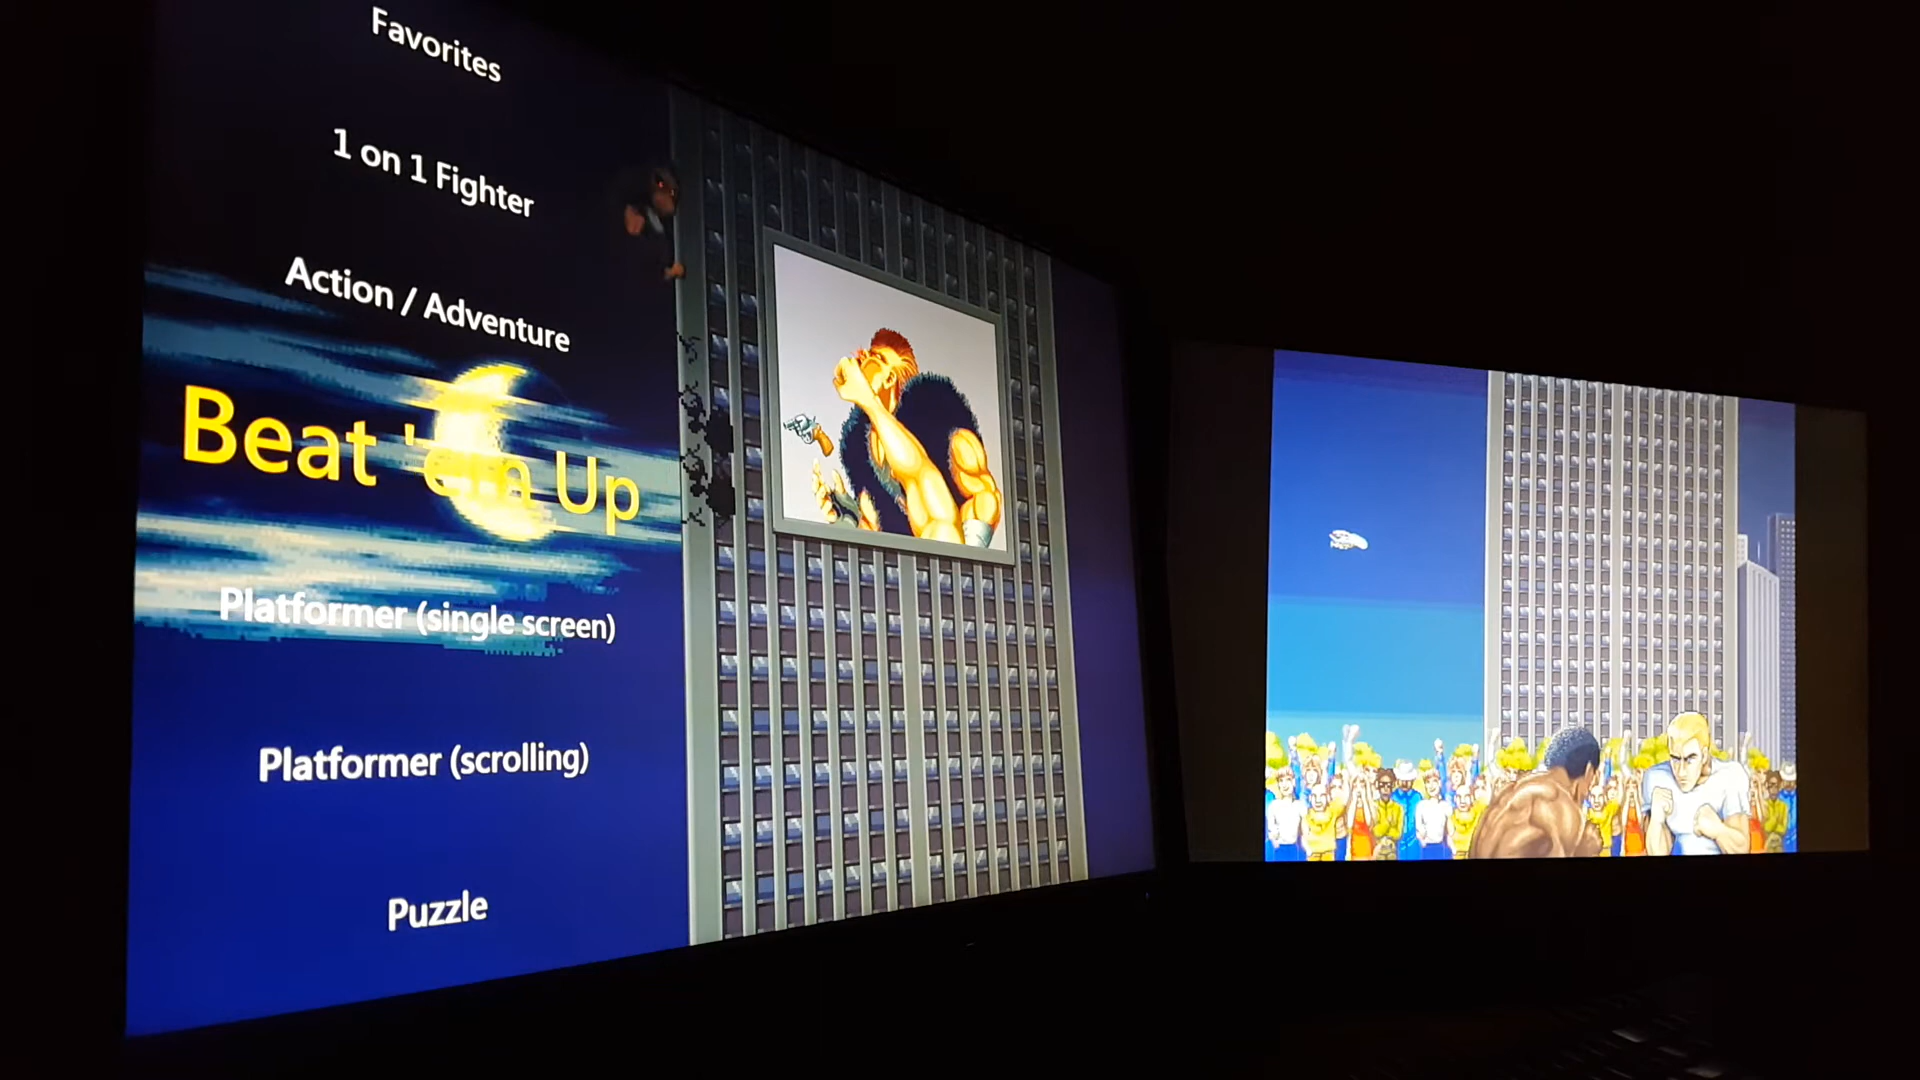 Favorites
1 on 1 Fighter
Action / Adventure
Beat 'em Up
Platformer (single screen)
Platformer (scrolling)
Puzzle